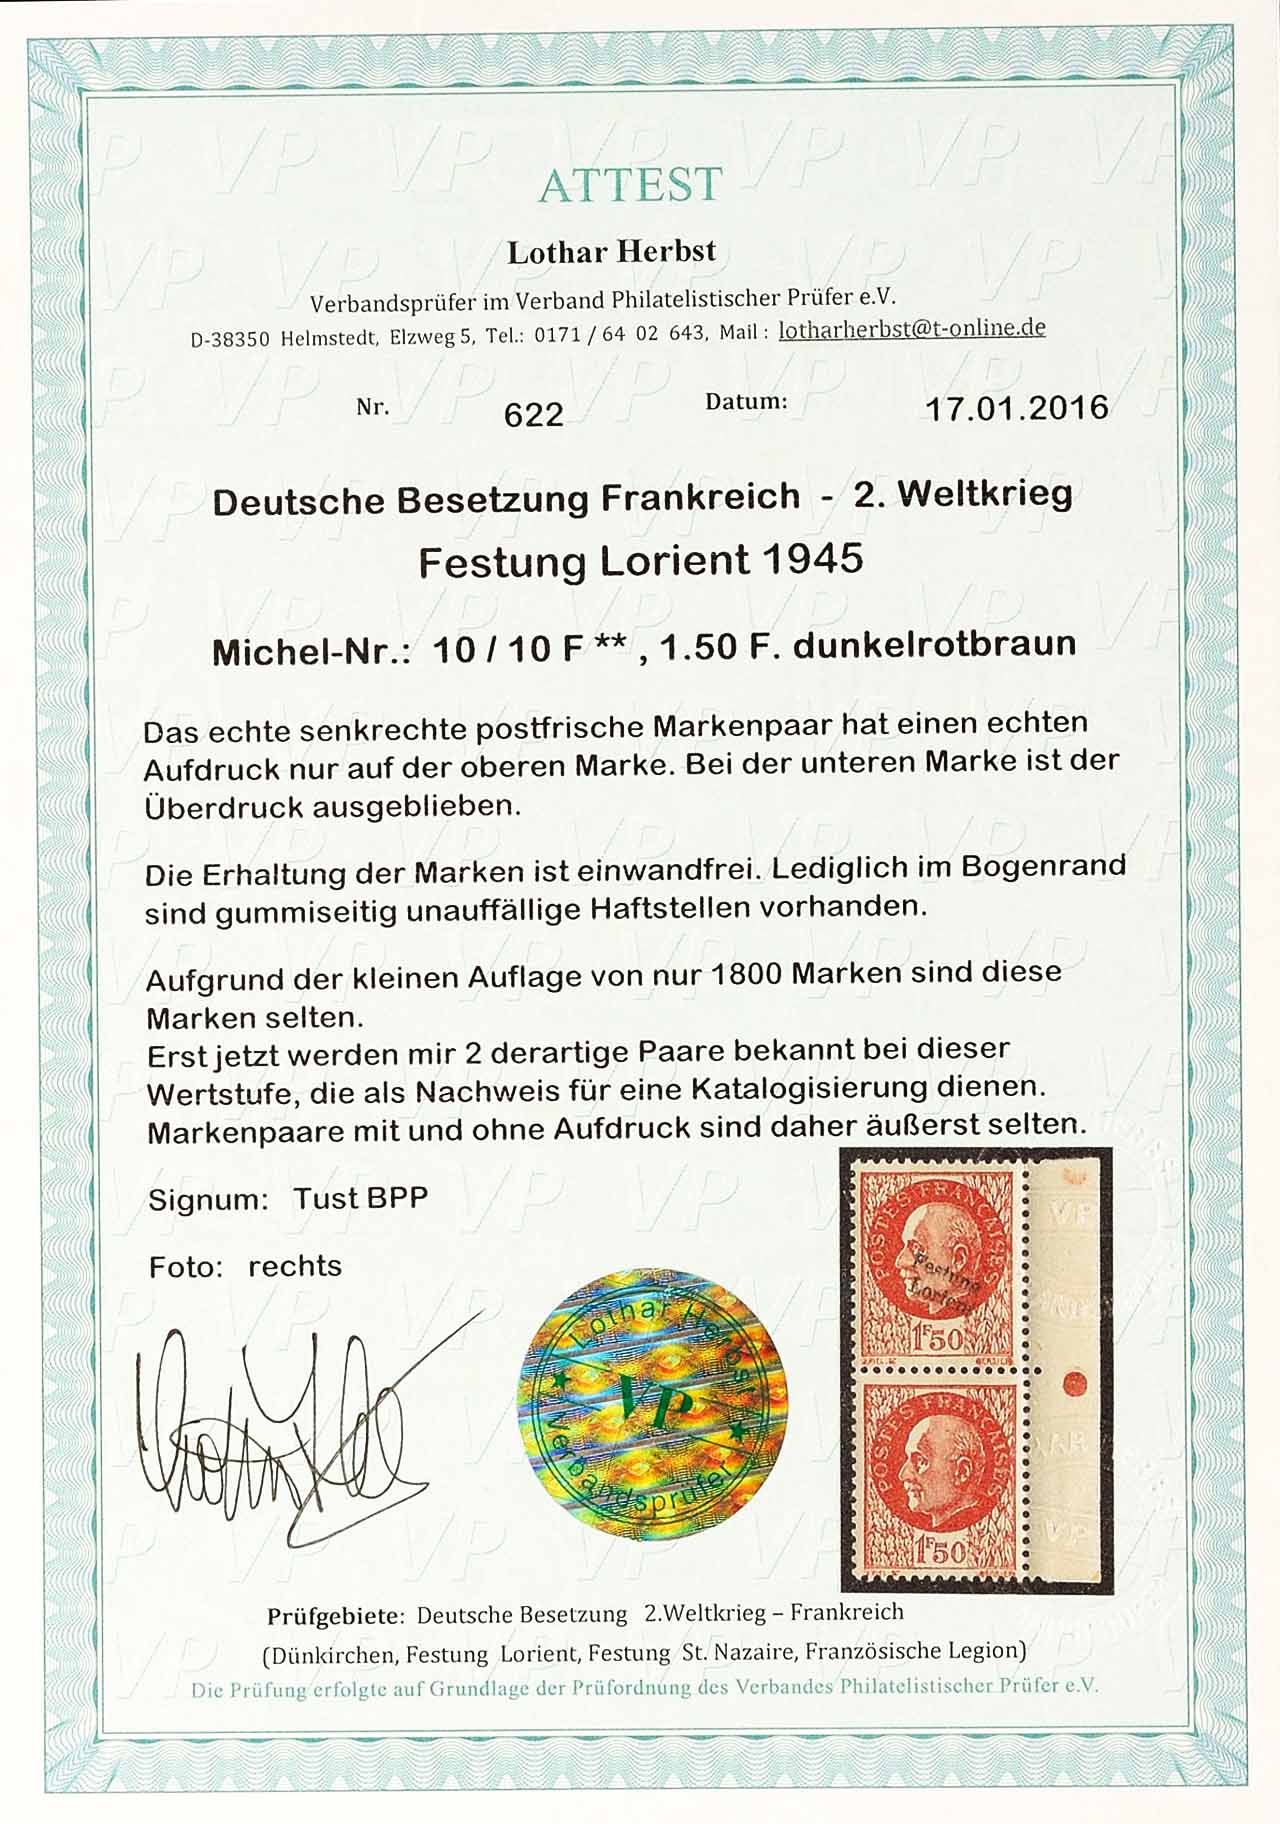 ATTEST
Lothar Herbst
Verbandsprüfer im Verband Philatelistischer Prüfer e.V.
D-38350 Helmstedt, Elzweg 5, Tel.: 0171 / 64 02 643, Mail : lotharherbst@t-online.de
Nr. 622 Datum: 17.01.2016
Deutsche Besetzung Frankreich - 2. Weltkrieg
Festung Lorient 1945
Michel-Nr.: 10 / 10 F ** , 1.50 F. dunkelrotbraun
Das echte senkrechte postfrische Markenpaar hat einen echten
Aufdruck nur auf der oberen Marke. Bei der unteren Marke ist der
Überdruck ausgeblieben.
Die Erhaltung der Marken ist einwandfrei. Lediglich im Bogenrand
sind gummiseitig unauffällige Haftstellen vorhanden.
Aufgrund der kleinen Auflage von nur 1800 Marken sind diese
Marken selten.
Erst jetzt werden mir 2 derartige Paare bekannt bei dieser
Wertstufe, die als Nachweis für eine Katalogisierung dienen.
Markenpaare mit und ohne Aufdruck sind daher äußerst selten.
Signum: Tust BPP
Foto: rechts
POSTES FRANÇAISES
Festung
Lorient
1F50
POSTES FRANÇAISES
1F50
Lothar Herbst
VP
Verbandsprüfer
Prüfgebiete: Deutsche Besetzung 2.Weltkrieg – Frankreich
(Dünkirchen, Festung Lorient, Festung St. Nazaire, Französische Legion)
Die Prüfung erfolgte auf Grundlage der Prüfordnung des Verbandes Philatelistischer Prüfer e.V.